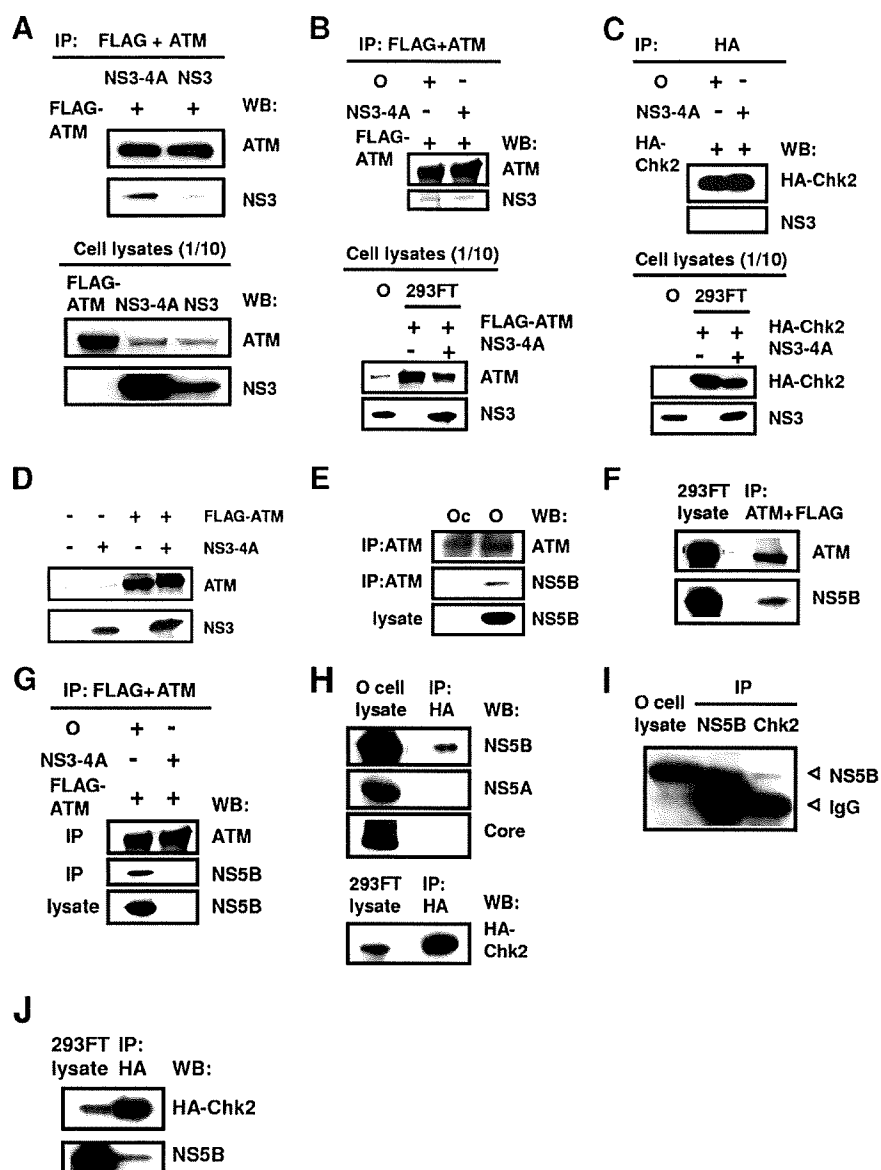 A
IP: FLAG + ATM
NS3-4A NS3
FLAG-ATM + + WB:
ATM
NS3
Cell lysates (1/10)
FLAG-ATM NS3-4A NS3 WB:
ATM
NS3
B
IP: FLAG+ATM
O + -
NS3-4A - +
FLAG-ATM + + WB:
ATM
NS3
Cell lysates (1/10)
O 293FT
+ + FLAG-ATM
- + NS3-4A
ATM
NS3
C
IP: HA
O + -
NS3-4A - +
HA-Chk2 + + WB:
HA-Chk2
NS3
Cell lysates (1/10)
O 293FT
+ + HA-Chk2
- + NS3-4A
HA-Chk2
NS3
D
- - + + FLAG-ATM
- + - + NS3-4A
ATM
NS3
E
Oc O WB:
IP:ATM ATM
IP:ATM NS5B
lysate NS5B
F
293FT IP:
lysate ATM+FLAG
ATM
NS5B
G
IP: FLAG+ATM
O + -
NS3-4A - +
FLAG-ATM + + WB:
IP ATM
IP NS5B
lysate NS5B
H
O cell IP:
lysate HA WB:
NS5B
NS5A
Core
293FT IP:
lysate HA WB:
HA-Chk2
I
O cell IP
lysate NS5B Chk2
◁ NS5B
◁ IgG
J
293FT IP:
lysate HA WB:
HA-Chk2
NS5B